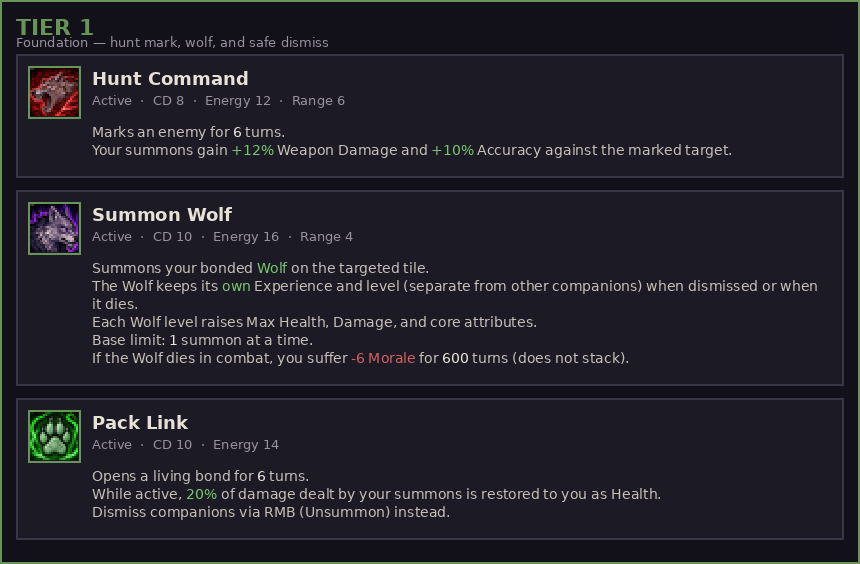 TIER 1
Foundation — hunt mark, wolf, and safe dismiss
Hunt Command
Active · CD 8 · Energy 12 · Range 6
Marks an enemy for 6 turns.
Your summons gain +12% Weapon Damage and +10% Accuracy against the marked target.
Summon Wolf
Active · CD 10 · Energy 16 · Range 4
Summons your bonded Wolf on the targeted tile.
The Wolf keeps its own Experience and level (separate from other companions) when dismissed or when
it dies.
Each Wolf level raises Max Health, Damage, and core attributes.
Base limit: 1 summon at a time.
If the Wolf dies in combat, you suffer -6 Morale for 600 turns (does not stack).
Pack Link
Active · CD 10 · Energy 14
Opens a living bond for 6 turns.
While active, 20% of damage dealt by your summons is restored to you as Health.
Dismiss companions via RMB (Unsummon) instead.